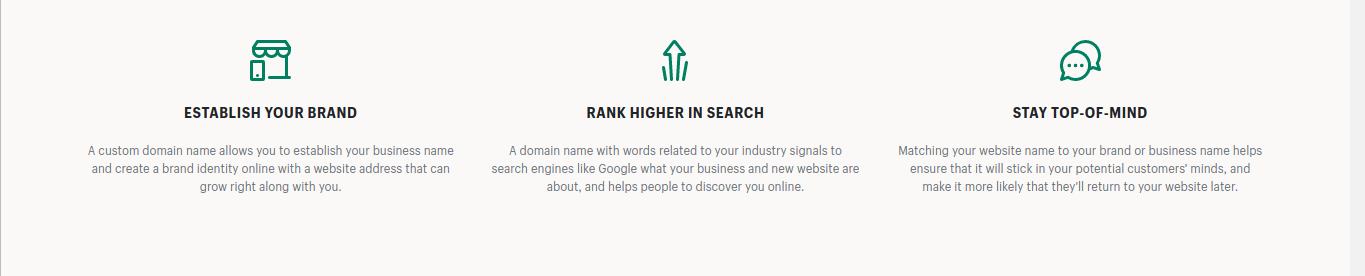 ESTABLISH YOUR BRAND
A custom domain name allows you to establish your business name
and create a brand identity online with a website address that can
grow right along with you.
RANK HIGHER IN SEARCH
A domain name with words related to your industry signals to
search engines like Google what your business and new website are
about, and helps people to discover you online.
STAY TOP-OF-MIND
Matching your website name to your brand or business name helps
ensure that it will stick in your potential customers' minds, and
make it more likely that they'll return to your website later.